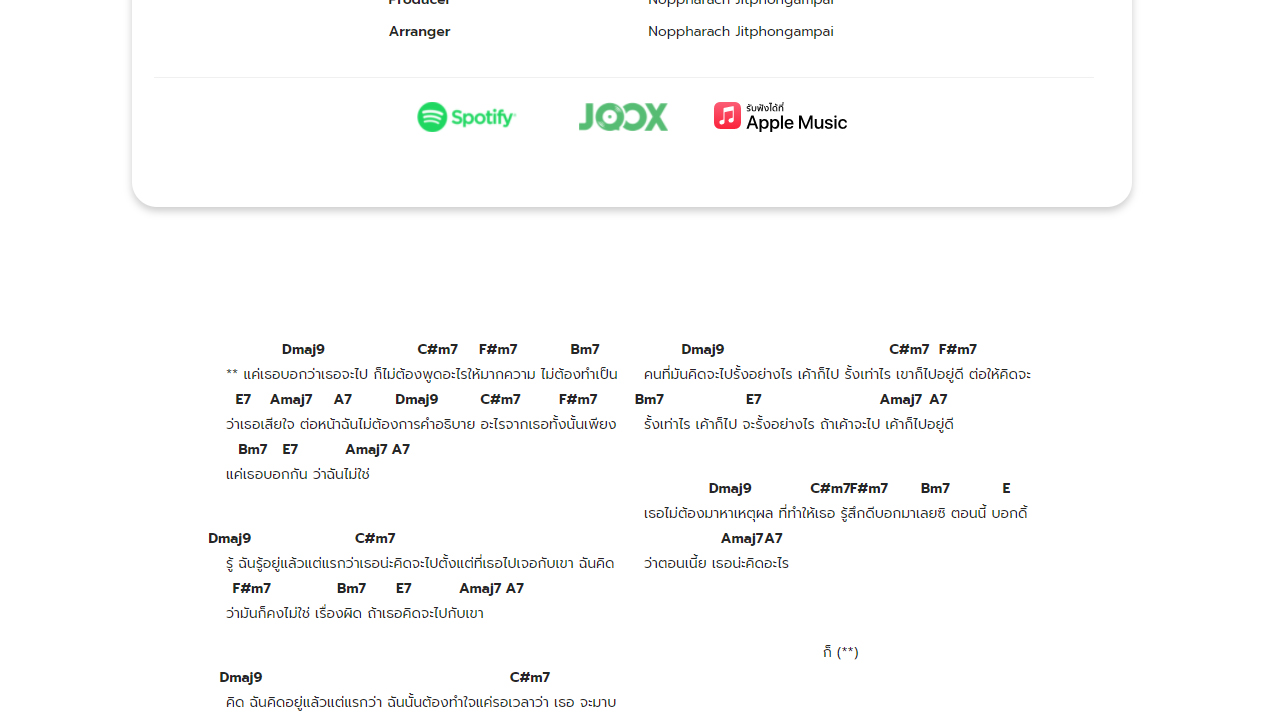 Producer Noppharach Jitphongampai
Arranger Noppharach Jitphongampai
Spotify JOOX รับฟังได้ที่ Apple Music
Dmaj9 C#m7 F#m7 Bm7
** แค่เธอบอกว่าเธอจะไป ก็ไม่ต้องพูดอะไรให้มากความ ไม่ต้องทำเป็น
E7 Amaj7 A7 Dmaj9 C#m7 F#m7
ว่าเธอเสียใจ ต่อหน้าฉันไม่ต้องการคำอธิบาย อะไรจากเธอทั้งนั้นเพียง
Bm7 E7 Amaj7 A7
แค่เธอบอกกัน ว่าฉันไม่ใช่
Dmaj9 C#m7
รู้ ฉันรู้อยู่แล้วแต่แรกว่าเธอน่ะคิดจะไปตั้งแต่ที่เธอไปเจอกับเขา ฉันคิด
F#m7 Bm7 E7 Amaj7 A7
ว่ามันก็คงไม่ใช่ เรื่องผิด ถ้าเธอคิดจะไปกับเขา
Dmaj9 C#m7
คิด ฉันคิดอยู่แล้วแต่แรกว่า ฉันนั้นต้องทำใจแค่รอเวลาว่า เธอ จะมาบ
Dmaj9 C#m7 F#m7
คนที่มันคิดจะไปรั้งอย่างไร เค้าก็ไป รั้งเท่าไร เขาก็ไปอยู่ดี ต่อให้คิดจะ
Bm7 E7 Amaj7 A7
รั้งเท่าไร เค้าก็ไป จะรั้งอย่างไร ถ้าเค้าจะไป เค้าก็ไปอยู่ดี
Dmaj9 C#m7F#m7 Bm7 E
เธอไม่ต้องมาหาเหตุผล ที่ทำให้เธอ รู้สึกดีบอกมาเลยซิ ตอนนี้ บอกดิ้
Amaj7A7
ว่าตอนเนี้ย เธอน่ะคิดอะไร
ก็ (**)